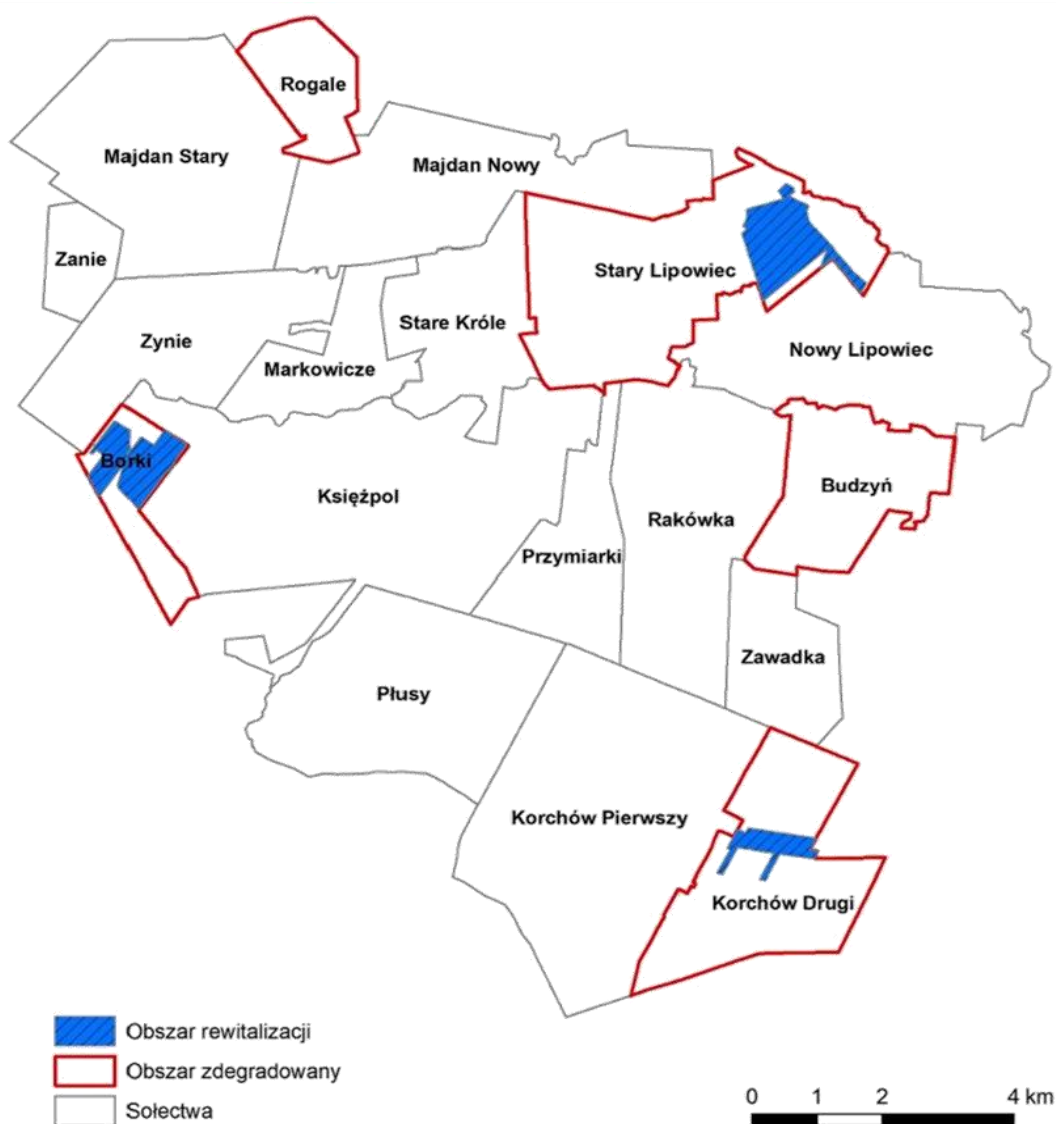 Rogale
Majdan Stary
Majdan Nowy
Zanie
Stary Lipowiec
Stare Króle
Zynie
Nowy Lipowiec
Markowicze
Borki
Budzyń
Księżpol
Rakówka
Przymiarki
Zawadka
Płusy
Korchów Pierwszy
Korchów Drugi
Obszar rewitalizacji
Obszar zdegradowany
Sołectwa
0 1 2 4 km